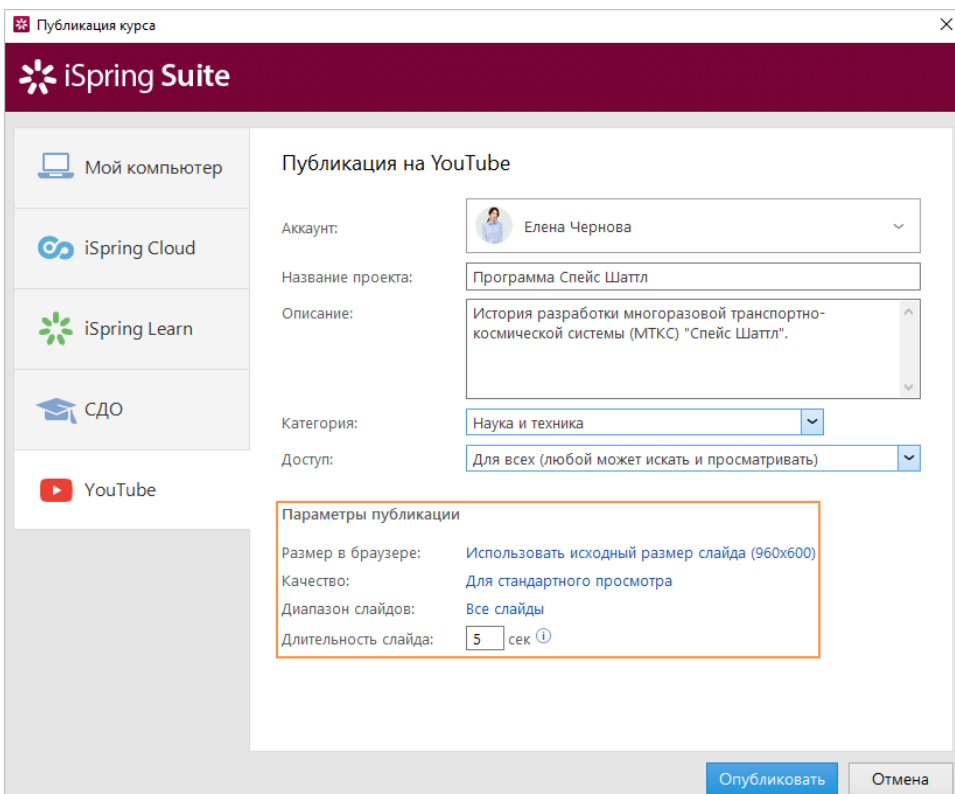 Публикация курса
iSpring Suite
Мой компьютер
iSpring Cloud
iSpring Learn
СДО
YouTube
Публикация на YouTube
Аккаунт: Елена Чернова
Название проекта: Программа Спейс Шаттл
Описание: История разработки многоразовой транспортно-
космической системы (МТКС) "Спейс Шаттл".
Категория: Наука и техника
Доступ: Для всех (любой может искать и просматривать)
Параметры публикации
Размер в браузере: Использовать исходный размер слайда (960x600)
Качество: Для стандартного просмотра
Диапазон слайдов: Все слайды
Длительность слайда: 5 сек
Опубликовать Отмена